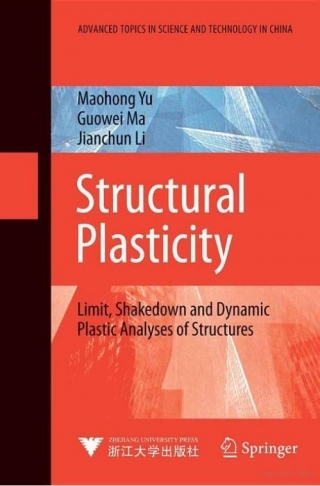 ADVANCED TOPICS IN SCIENCE AND TECHNOLOGY IN CHINA
Maohong Yu
Guowei Ma
Jianchun Li
Structural
Plasticity
Limit, Shakedown and Dynamic
Plastic Analyses of Structures
ZHEJIANG UNIVERSITY PRESS
浙江大学出版社
Springer